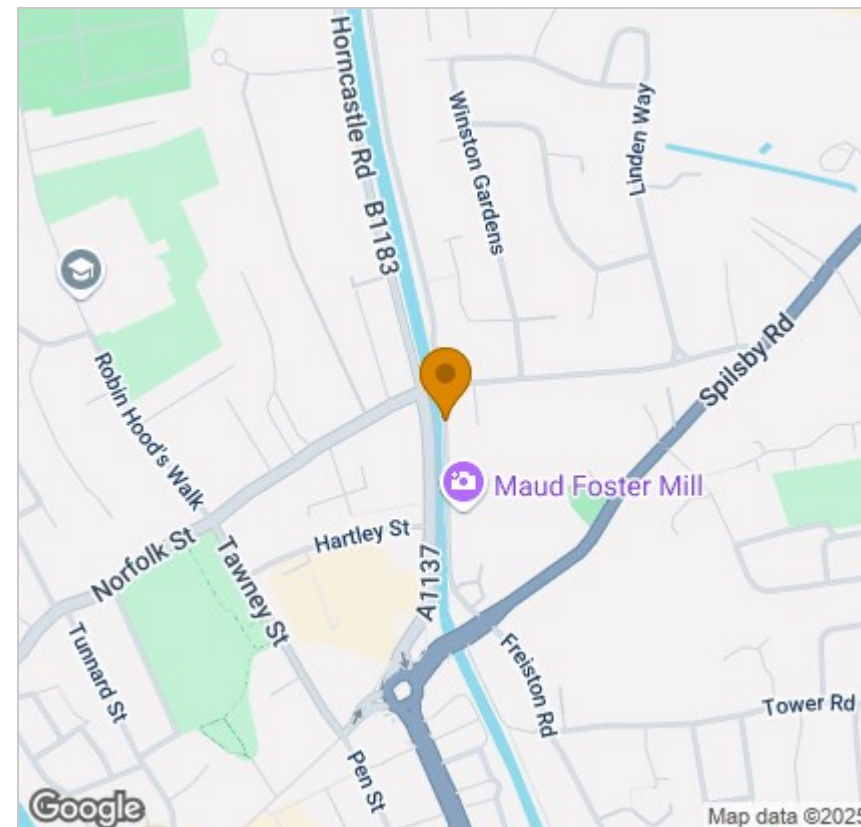 Horncastle Rd
B1183
Winston Gardens
Linden Way
Spilsby Rd
Robin Hood's Walk
Maud Foster Mill
Hartley St
Norfolk St
Tawney St
A1137
Tunnard St
Freiston Rd
Tower Rd
Pen St
Google
Map data ©2025